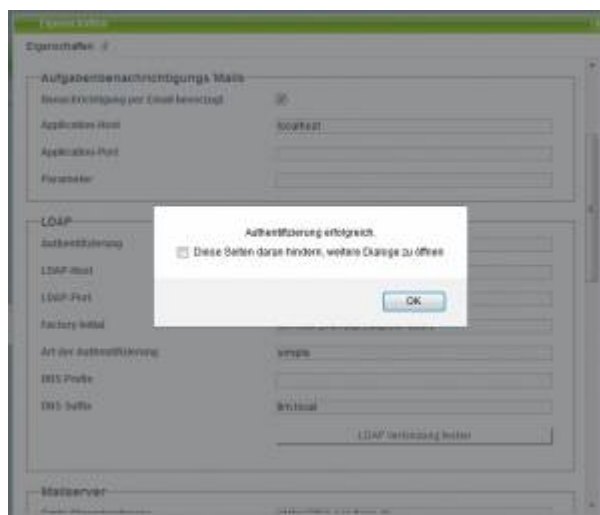 Eigenschaften
Eigenschaften
Aufgabenbenachrichtigungs Mails
Benachrichtigung per Email bevorzugt
Application-Host
localhost
Application-Port
Parameter
LDAP
Authentifizierung
LDAP-Host
LDAP-Port
Factory Initial
Art der Authentifizierung
simple
DNS Prefix
DNS Suffix
LDAP Verbindung testen
Authentifizierung erfolgreich.
Diese Seiten daran hindern, weitere Dialoge zu öffnen
OK
Mailserver